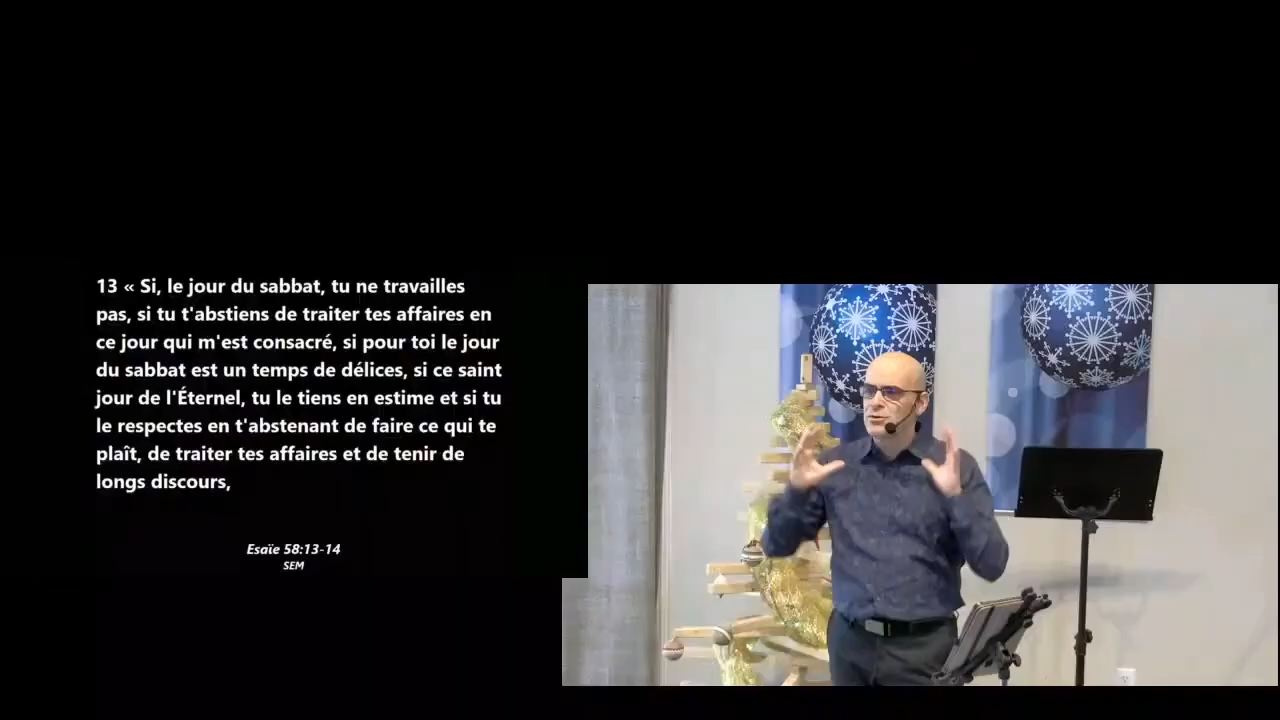 13 « Si, le jour du sabbat, tu ne travailles
pas, si tu t'abstiens de traiter tes affaires en
ce jour qui m'est consacré, si pour toi le jour
du sabbat est un temps de délices, si ce saint
jour de l'Éternel, tu le tiens en estime et si tu
le respectes en t'abstenant de faire ce qui te
plaît, de traiter tes affaires et de tenir de
longs discours,
Esaïe 58:13-14
SEM